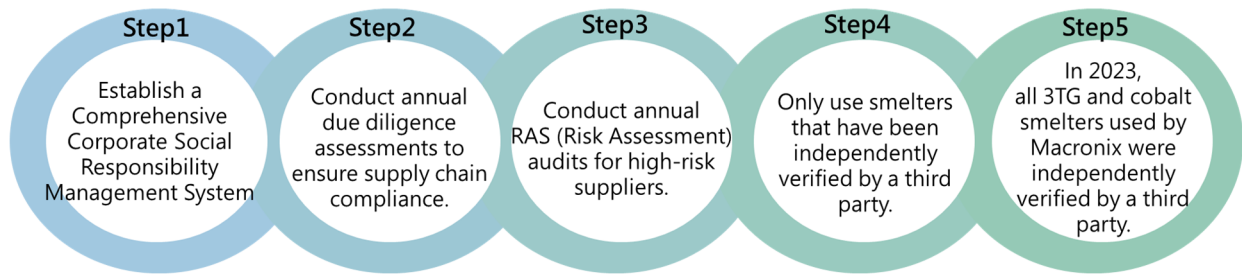 Step1
Establish a
Comprehensive
Corporate Social
Responsibility
Management System
Step2
Conduct annual
due diligence
assessments to
ensure supply chain
compliance.
Step3
Conduct annual
RAS (Risk Assessment)
audits for high-risk
suppliers.
Step4
Only use smelters
that have been
independently
verified by a third
party.
Step5
In 2023,
all 3TG and cobalt
smelters used by
Macronix were
independently
verified by a third
party.